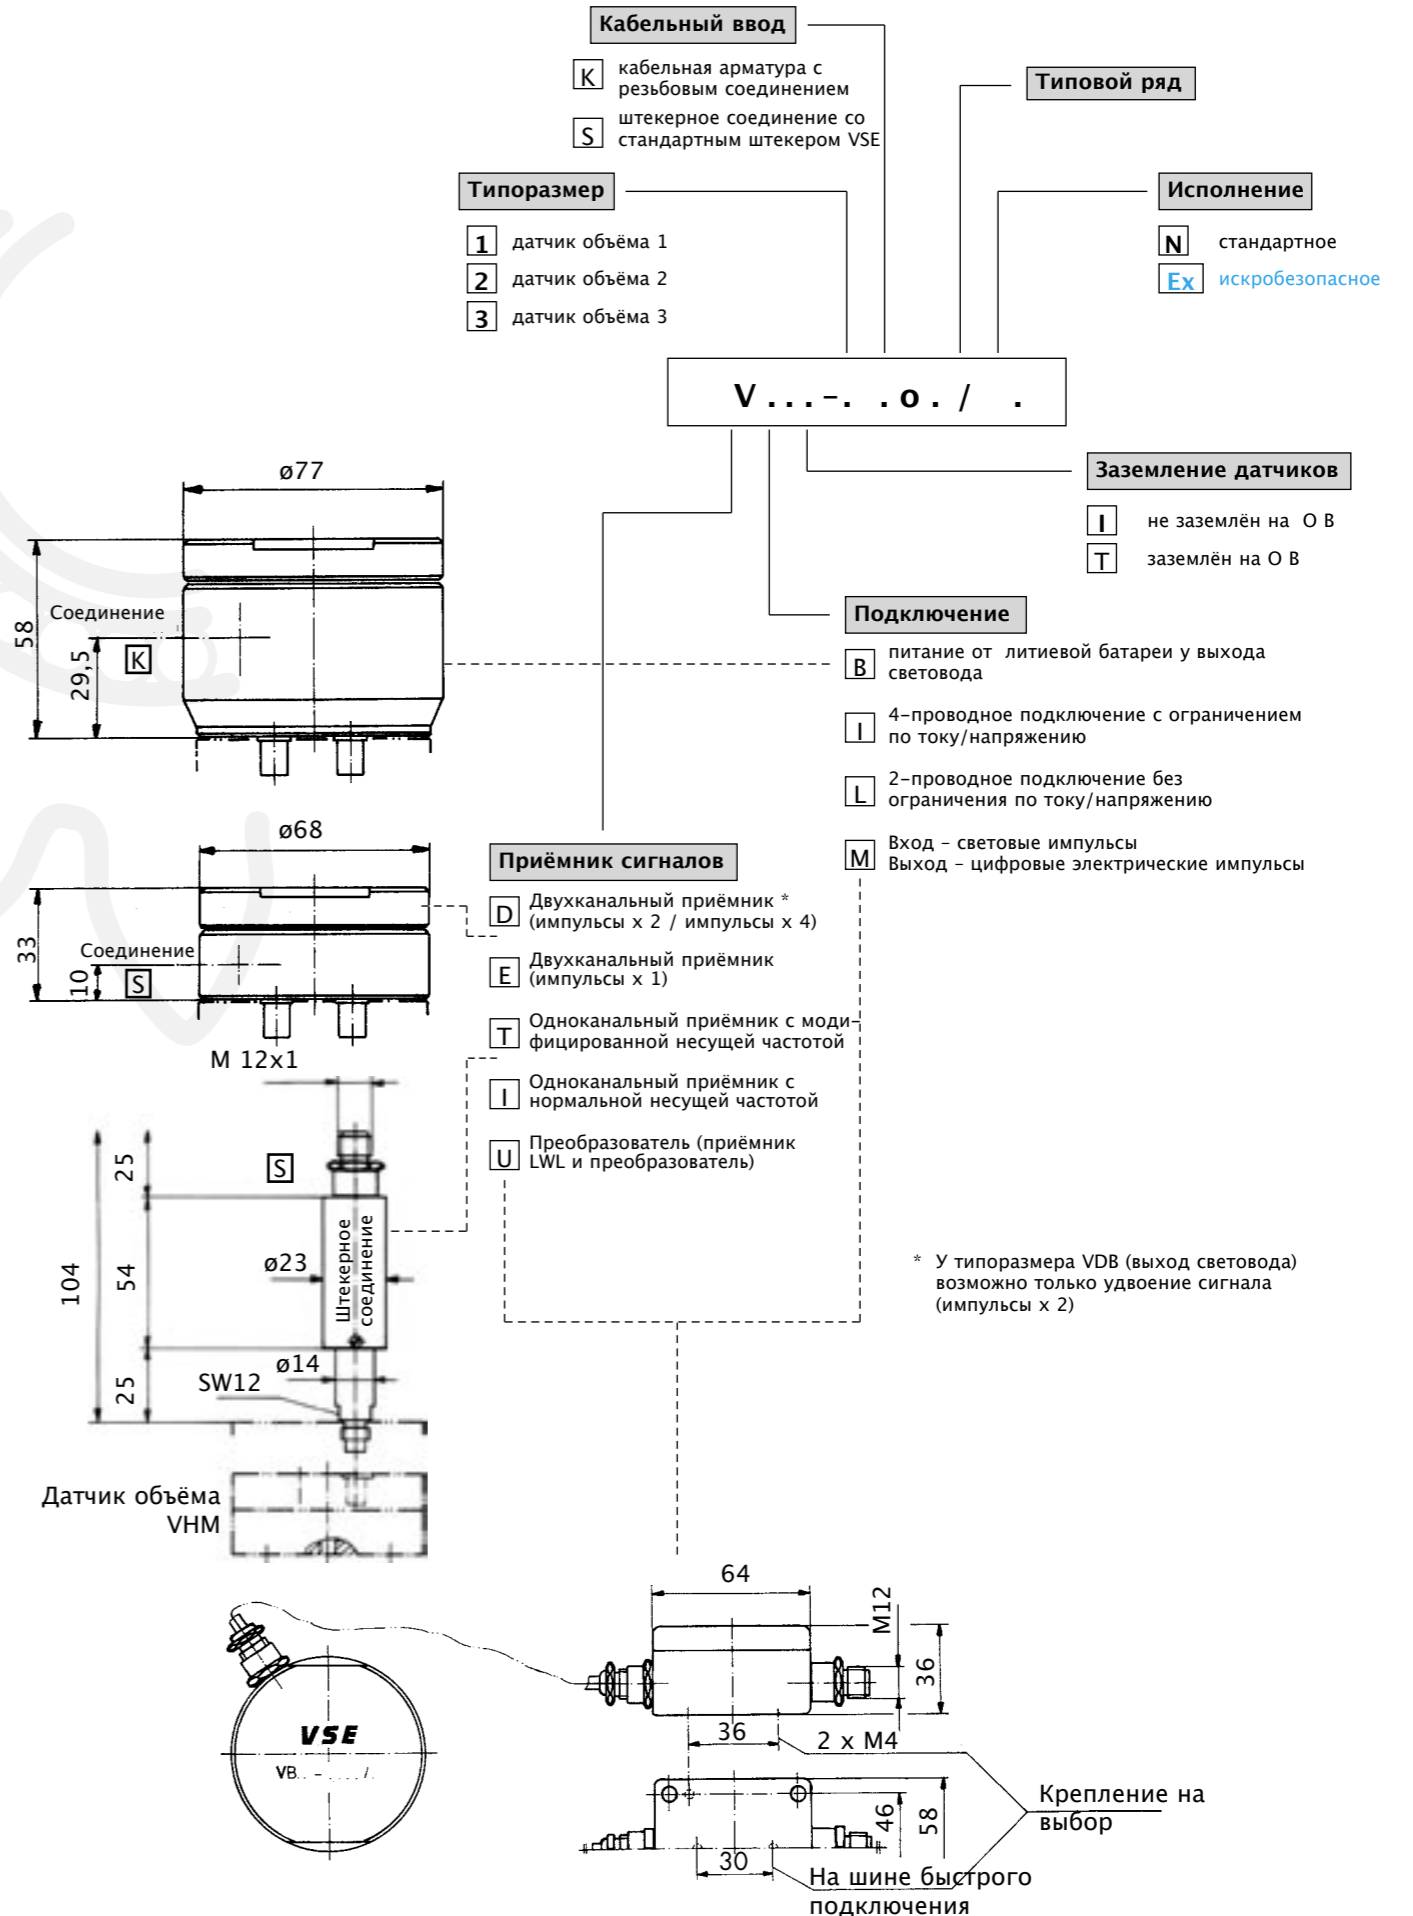 Кабельный ввод
K кабельная арматура с
резьбовым соединением
S штекерное соединение со
стандартным штекером VSE
Типовой ряд
Типоразмер
1 датчик объёма 1
2 датчик объёма 2
3 датчик объёма 3
Исполнение
N стандартное
Ex искробезопасное
V . . . – .  . o . /  .
Заземление датчиков
I не заземлён на О В
T заземлён на О В
Подключение
B питание от литиевой батареи у выхода
световода
I 4–проводное подключение с ограничением
по току/напряжению
L 2–проводное подключение без
ограничения по току/напряжению
M Вход – световые импульсы
Выход – цифровые электрические импульсы
Приёмник сигналов
D Двухканальный приёмник *
(импульсы x 2 / импульсы x 4)
E Двухканальный приёмник
(импульсы x 1)
T Одноканальный приёмник с моди–
фицированной несущей частотой
I Одноканальный приёмник с
нормальной несущей частотой
U Преобразователь (приёмник
LWL и преобразователь)
* У типоразмера VDB (выход световода)
возможно только удвоение сигнала
(импульсы x 2)
ø77
58
Соединение
29,5
K
ø68
33
Соединение
10
S
M 12x1
25
S
104
54
ø23
Штекерное
соединение
ø14
25
SW12
Датчик объёма
VHM
VSE
VB. . – . . . . /.
64
M12
36
36
2 x M4
46
58
30
Крепление на
выбор
На шине быстрого
подключения